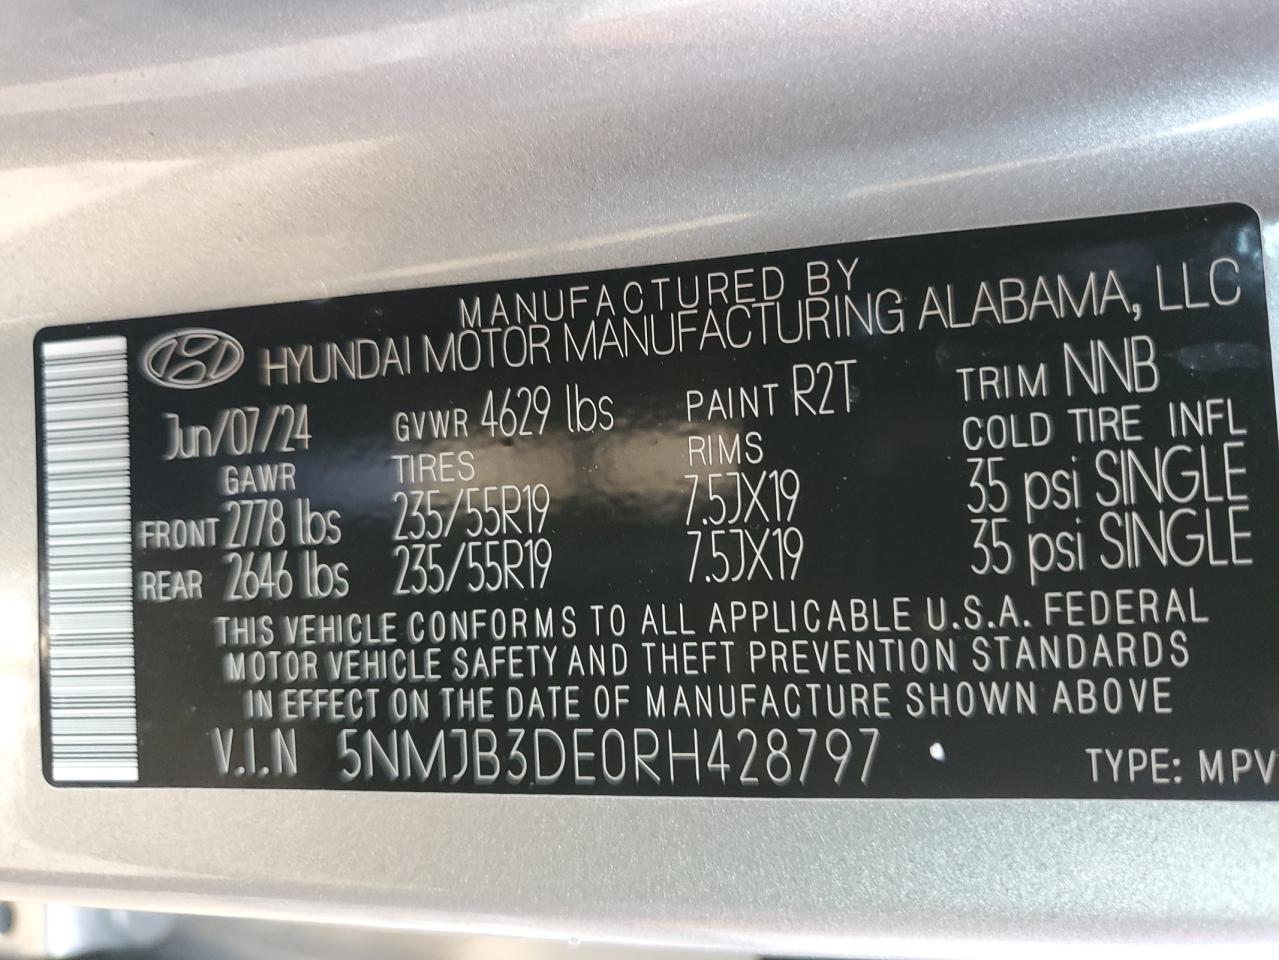 MANUFACTURED BY
HYUNDAI MOTOR MANUFACTURING ALABAMA, LLC
Jun/07/24 GVWR 4629 lbs PAINT R2T TRIM NNB
GAWR TIRES RIMS COLD TIRE INFL
FRONT 2778 lbs 235/55R19 7.5JX19 35 psi SINGLE
REAR 2646 lbs 235/55R19 7.5JX19 35 psi SINGLE
THIS VEHICLE CONFORMS TO ALL APPLICABLE U.S.A. FEDERAL
MOTOR VEHICLE SAFETY AND THEFT PREVENTION STANDARDS
IN EFFECT ON THE DATE OF MANUFACTURE SHOWN ABOVE
V.I.N 5NMJB3DE0RH428797 TYPE: MPV